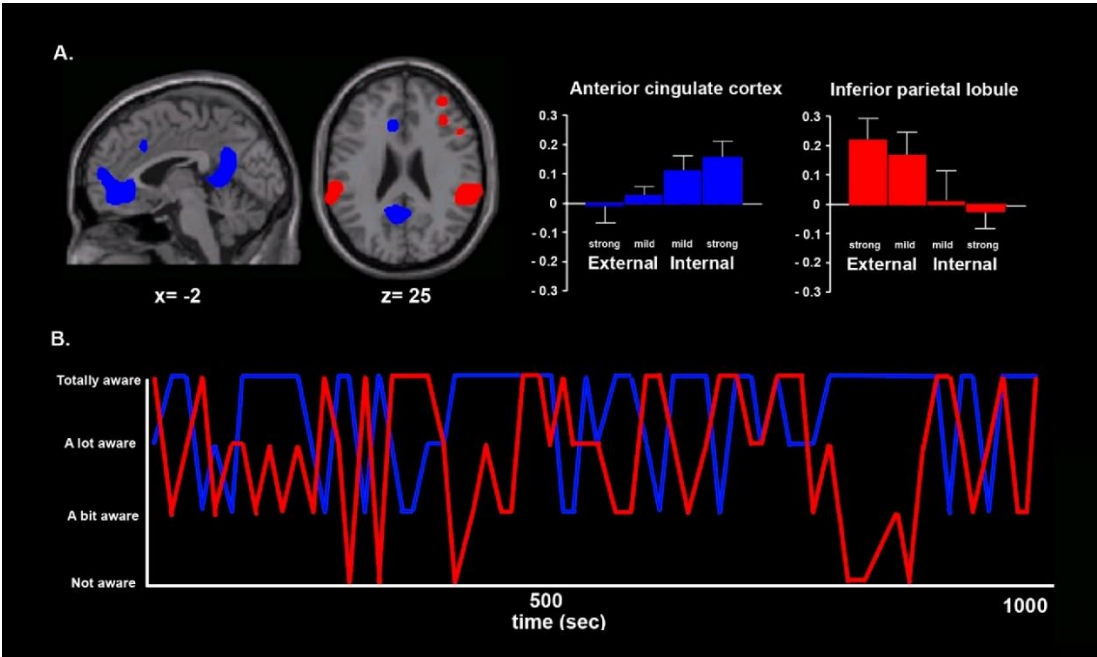 A.
x= -2
z= 25
Anterior cingulate cortex
0.3
0.2
0.1
0
- 0.1
- 0.2
- 0.3
strong mild mild strong
External Internal
Inferior parietal lobule
0.3
0.2
0.1
0
- 0.1
- 0.2
- 0.3
strong mild mild strong
External Internal
B.
Totally aware
A lot aware
A bit aware
Not aware
500
1000
time (sec)